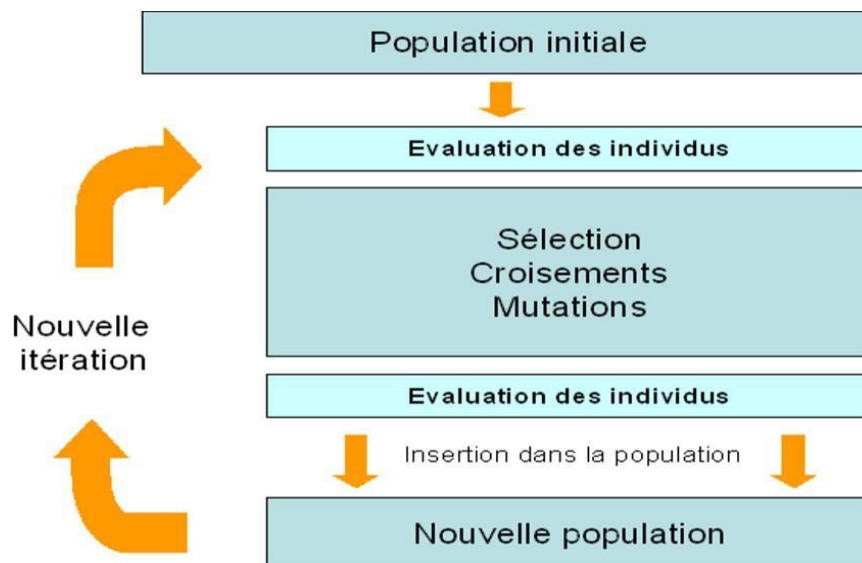 Population initiale
Evaluation des individus
Sélection
Croisements
Mutations
Nouvelle
itération
Evaluation des individus
Insertion dans la population
Nouvelle population